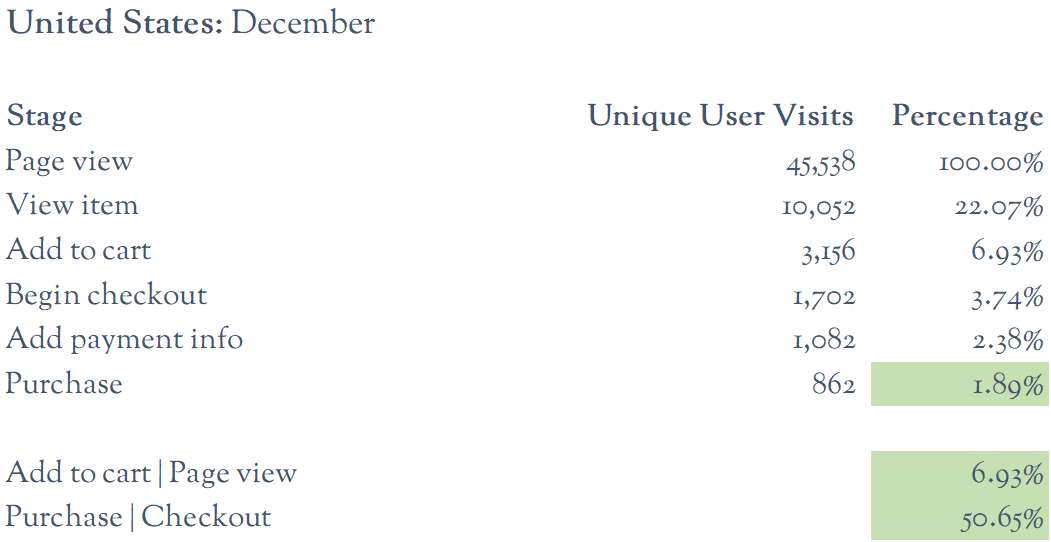 United States: December
Stage Unique User Visits Percentage
Page view 45,538 100.00%
View item 10,052 22.07%
Add to cart 3,156 6.93%
Begin checkout 1,702 3.74%
Add payment info 1,082 2.38%
Purchase 862 1.89%
Add to cart | Page view 6.93%
Purchase | Checkout 50.65%